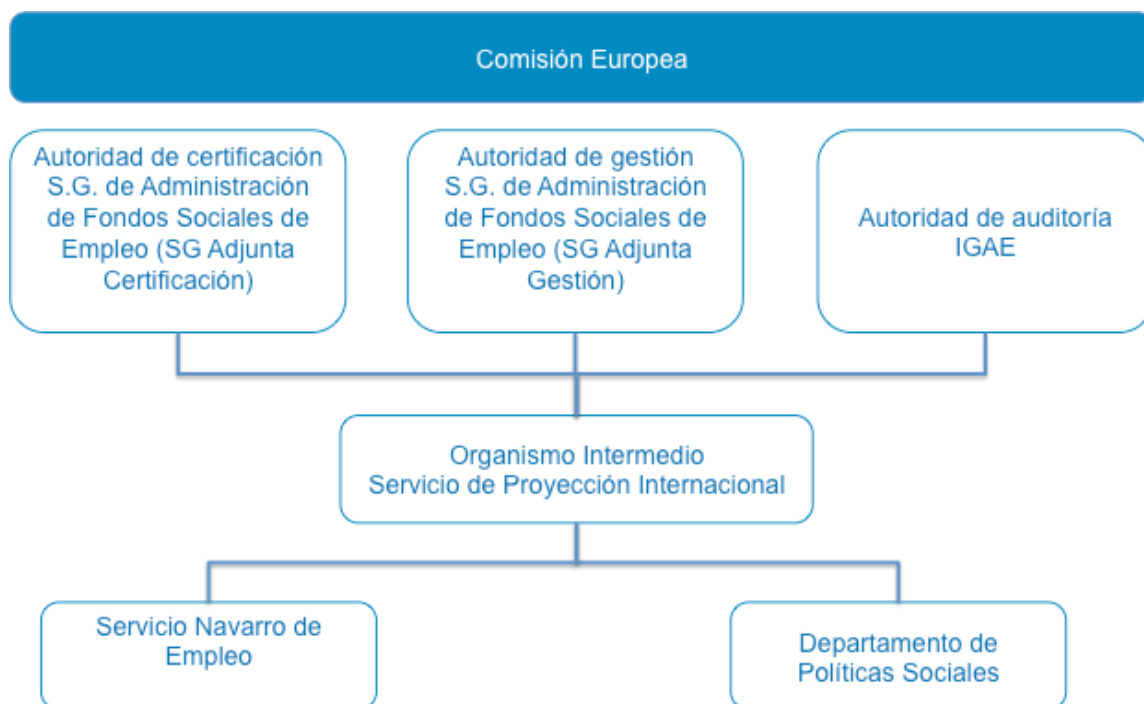 Comisión Europea
Autoridad de certificación
S.G. de Administración
de Fondos Sociales de
Empleo (SG Adjunta
Certificación)
Autoridad de gestión
S.G. de Administración
de Fondos Sociales de
Empleo (SG Adjunta
Gestión)
Autoridad de auditoría
IGAE
Organismo Intermedio
Servicio de Proyección Internacional
Servicio Navarro de
Empleo
Departamento de
Políticas Sociales